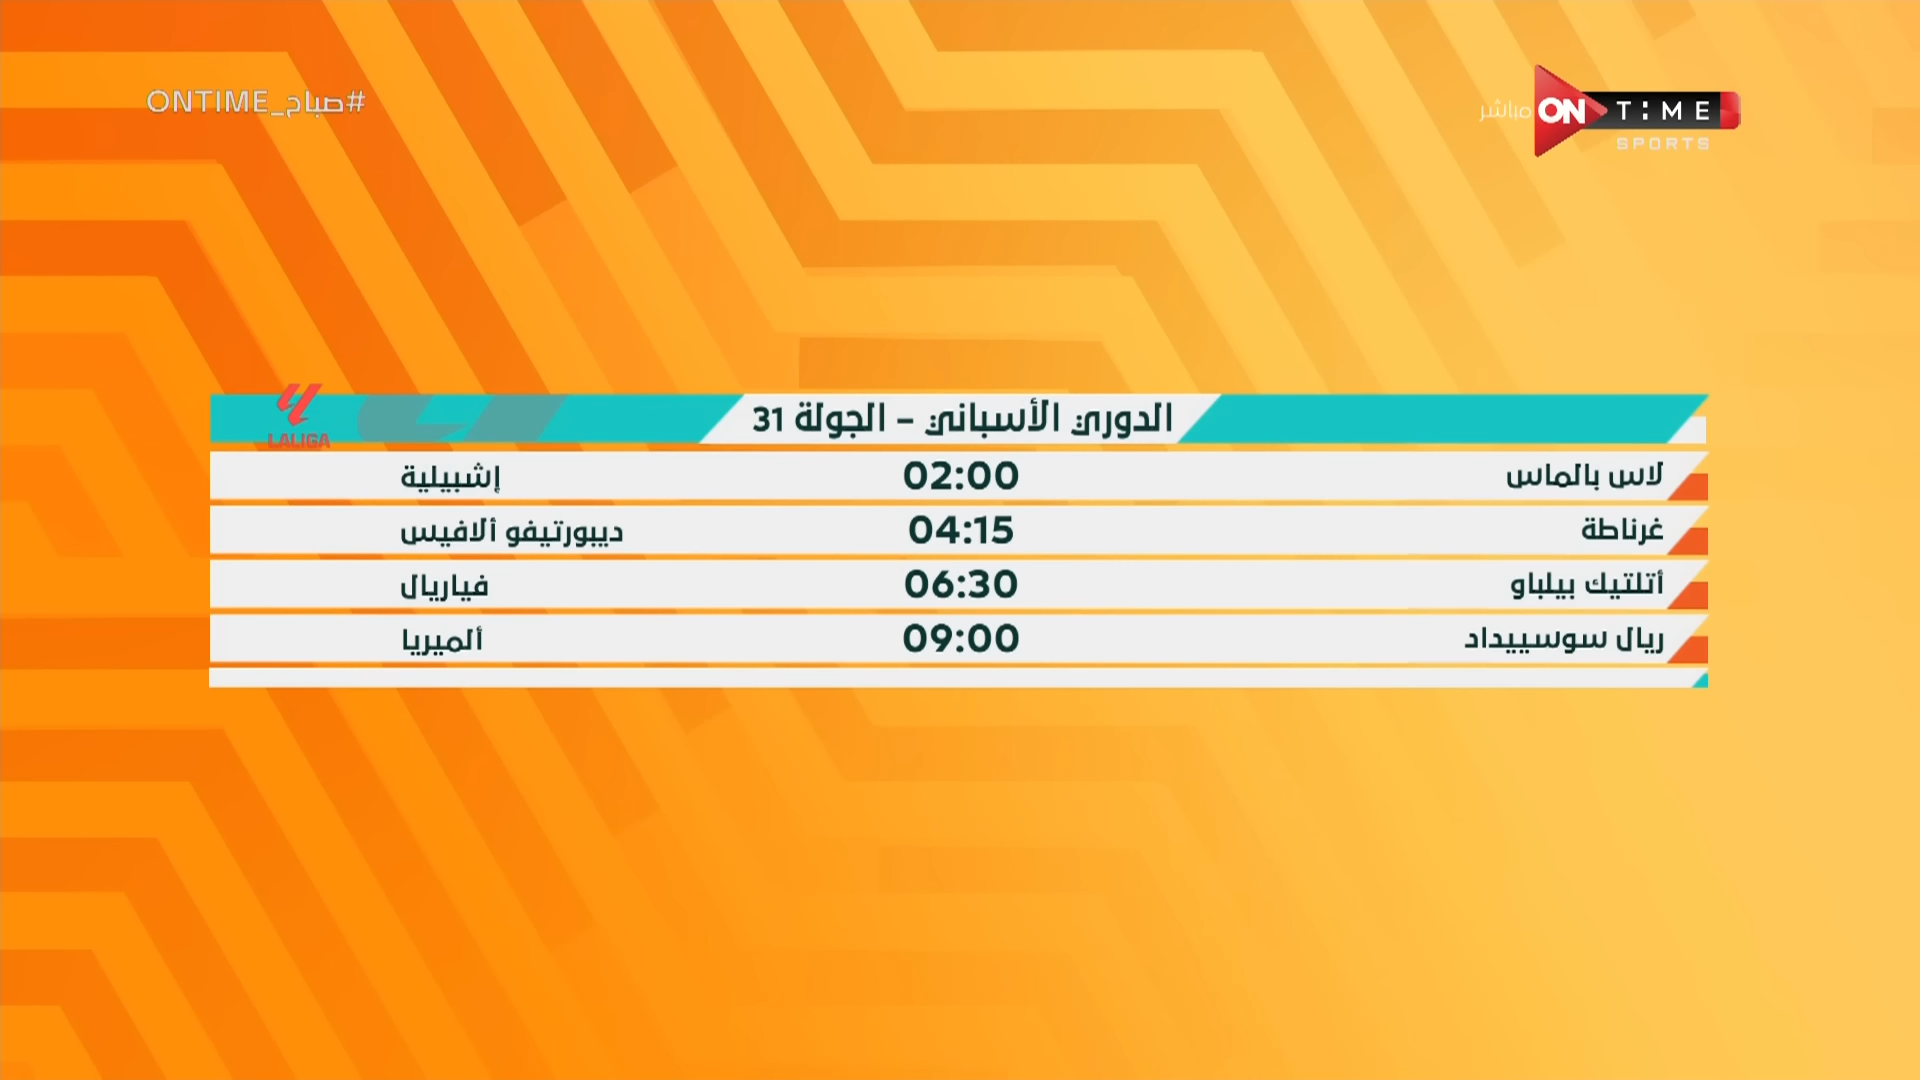 #صباح_ONTIME
مباشر ON TIME
SPORTS
الدوري الأسباني - الجولة 31
LALIGA
لاس بالماس 02:00 إشبيلية
غرناطة 04:15 ديبورتيفو ألافيس
أتلتيك بيلباو 06:30 فياريال
ريال سوسييداد 09:00 ألميريا